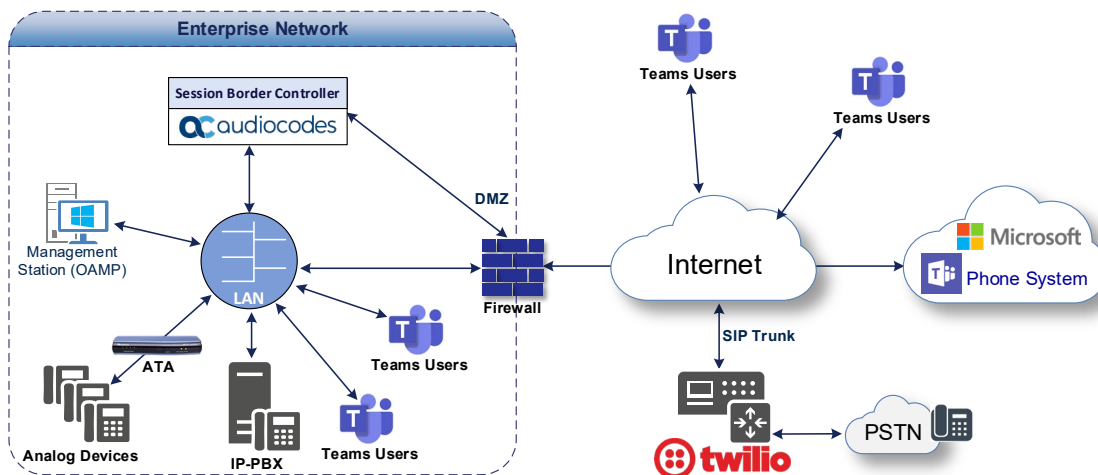 Enterprise Network
Session Border Controller
audiocodes
DMZ
Management
Station (OAMP)
LAN
Firewall
ATA
Analog Devices
IP-PBX
T
Teams Users
T
Teams Users
T
Teams Users
T
Teams Users
Internet
Microsoft
T
Phone System
SIP Trunk
twilio
PSTN